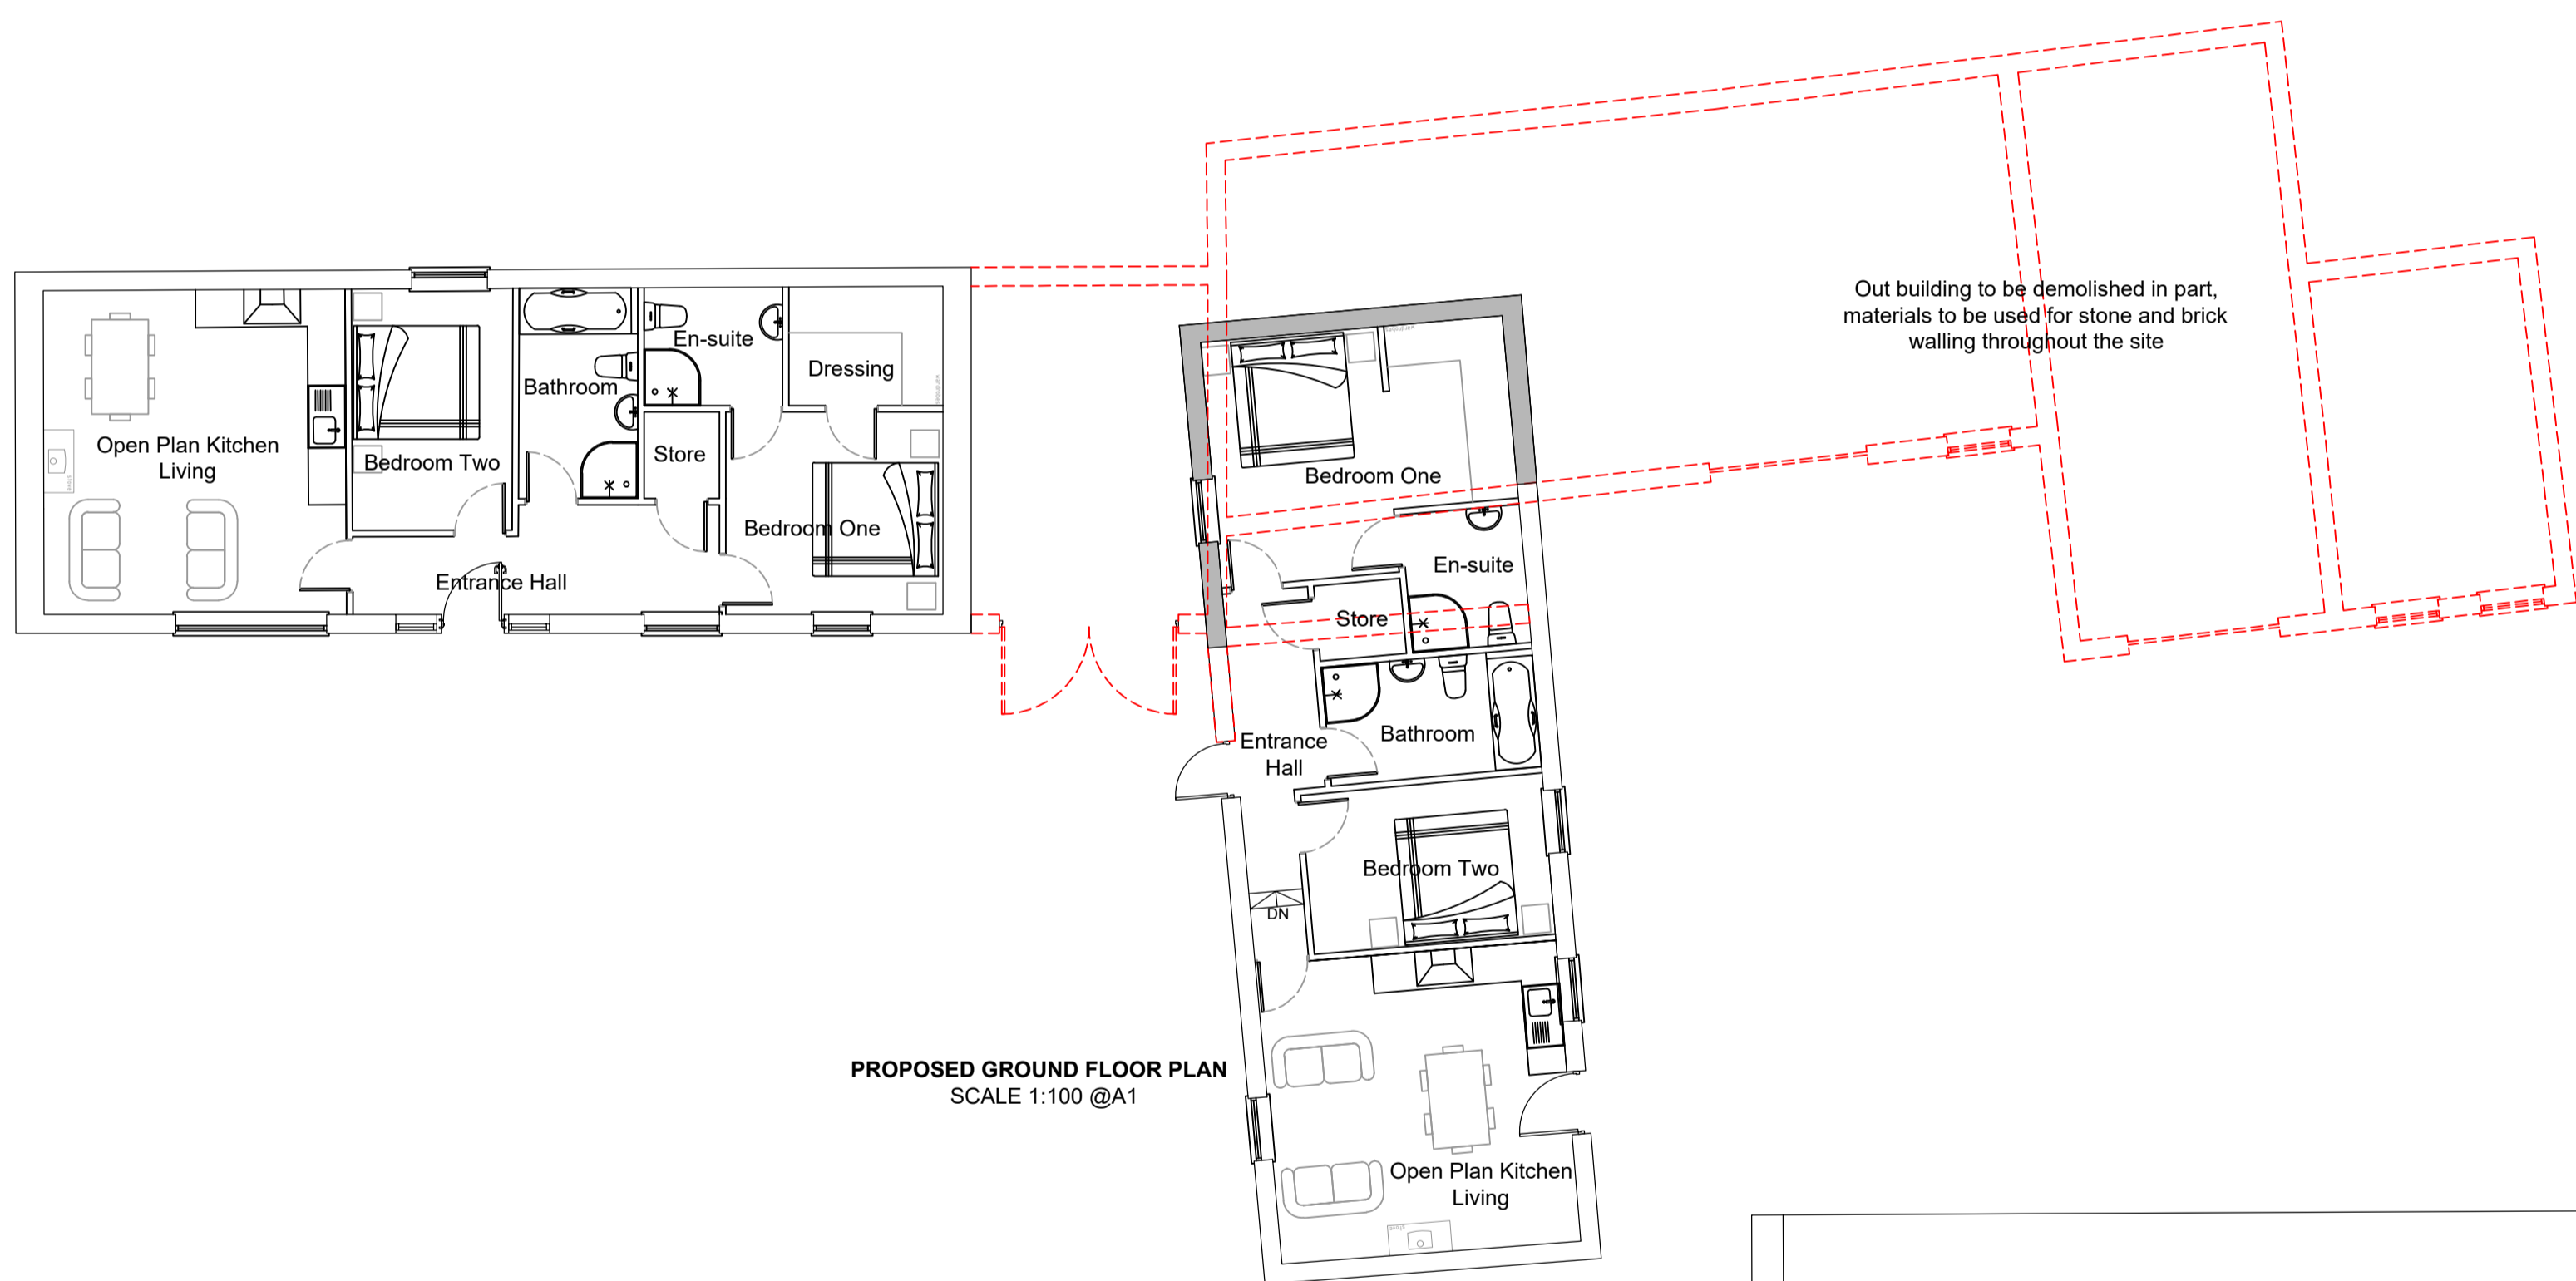 Out building to be demolished in part,
materials to be used for stone and brick
walling throughout the site
En-suite
Dressing
Bathroom
Open Plan Kitchen
Living
Bedroom Two
Store
Bedroom One
Entrance Hall
Bedroom One
En-suite
Store
Bathroom
Entrance
Hall
Bedroom Two
DN
PROPOSED GROUND FLOOR PLAN
SCALE 1:100 @A1
Open Plan Kitchen
Living